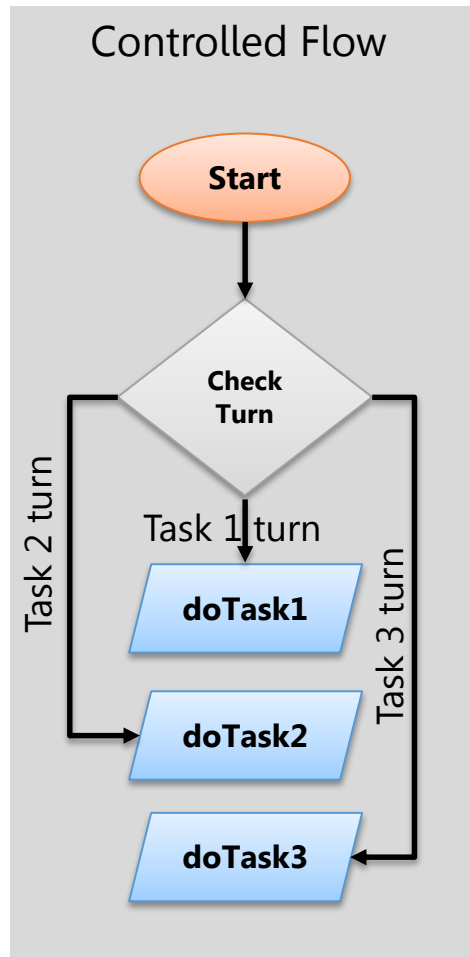 Controlled Flow
Start
Check
Turn
Task 1 turn
Task 2 turn
Task 3 turn
doTask1
doTask2
doTask3